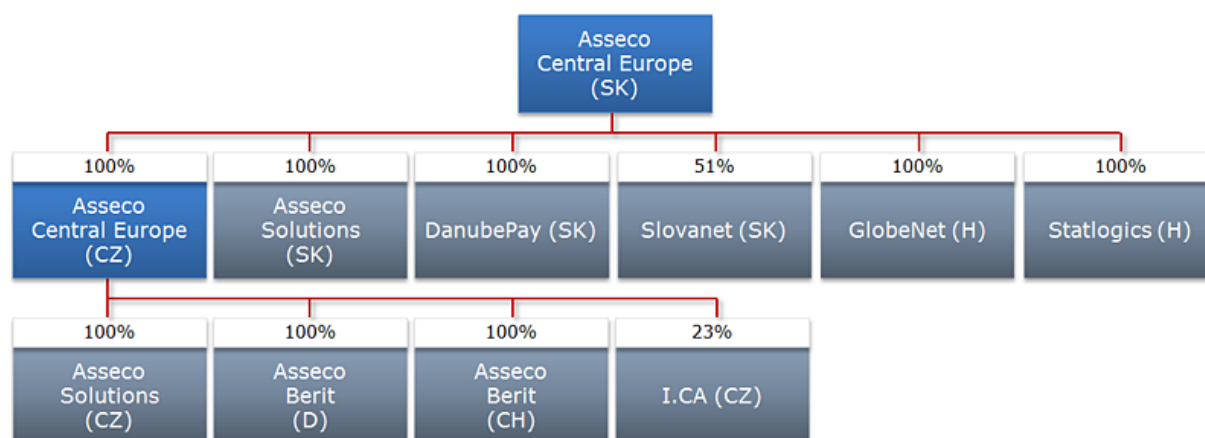 Asseco
Central Europe
(SK)
100%
100%
100%
51%
100%
100%
Asseco
Central Europe
(CZ)
Asseco
Solutions
(SK)
DanubePay (SK)
Slovanet (SK)
GlobeNet (H)
Statlogics (H)
100%
100%
100%
23%
Asseco
Solutions
(CZ)
Asseco
Berit
(D)
Asseco
Berit
(CH)
I.CA (CZ)